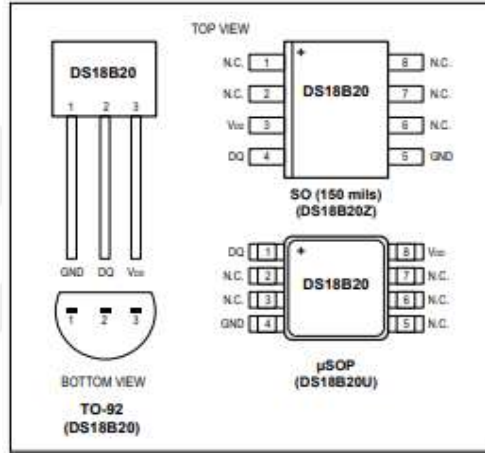 TOP VIEW
DS18B20
1 2 3
GND DQ VDD
1 2 3
BOTTOM VIEW
TO-92
(DS18B20)
N.C. 1 8 N.C.
N.C. 2 DS18B20 7 N.C.
VDD 3 6 N.C.
DQ 4 5 GND
SO (150 mils)
(DS18B20Z)
DQ 1 8 VDD
N.C. 2 DS18B20 7 N.C.
N.C. 3 6 N.C.
GND 4 5 N.C.
µSOP
(DS18B20U)